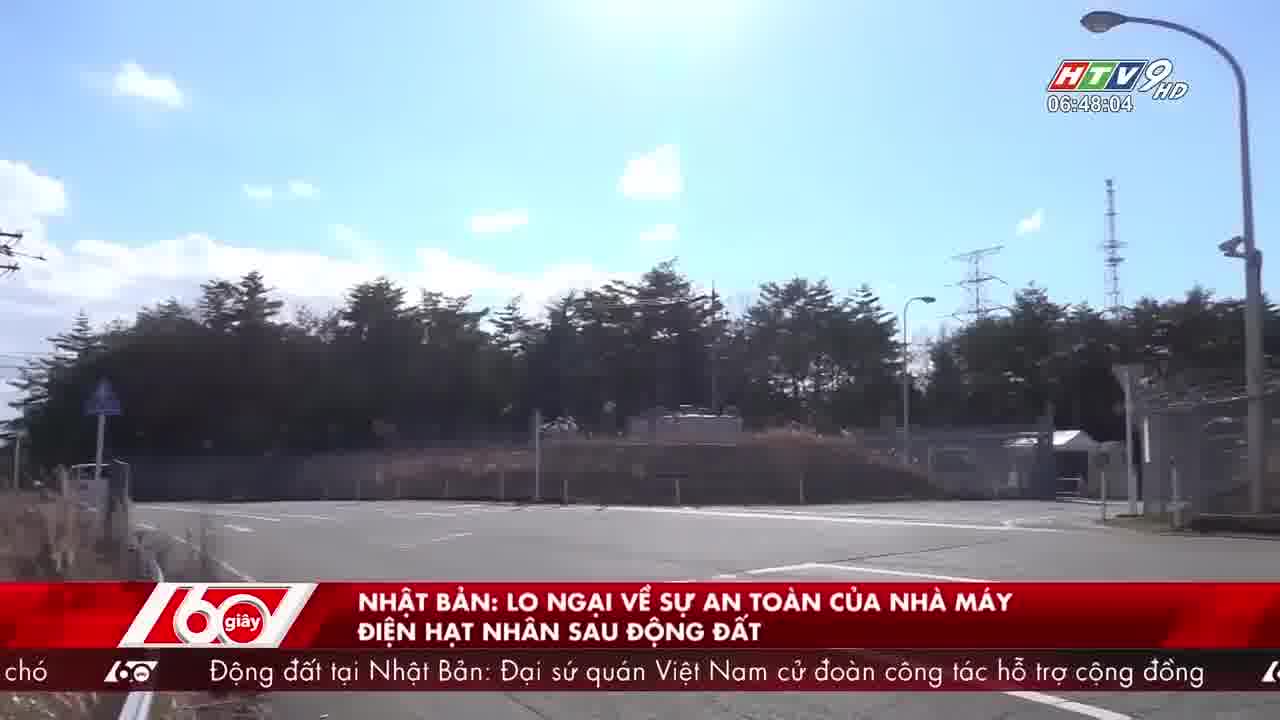 HTV9 HD
06:48:04
NHẬT BẢN: LO NGẠI VỀ SỰ AN TOÀN CỦA NHÀ MÁY
ĐIỆN HẠT NHÂN SAU ĐỘNG ĐẤT
60 giây
chó
60
Động đất tại Nhật Bản: Đại sứ quán Việt Nam cử đoàn công tác hỗ trợ cộng đồng